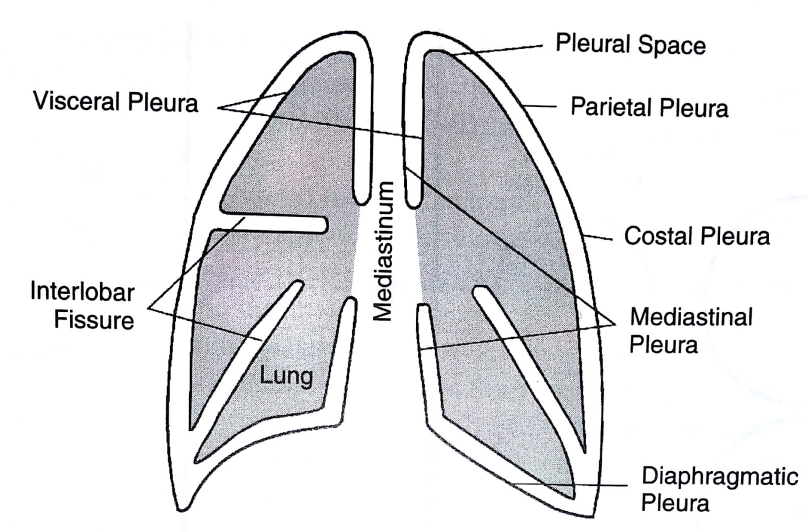 Pleural Space
Visceral Pleura
Parietal Pleura
Mediastinum
Costal Pleura
Interlobar
Fissure
Mediastinal
Pleura
Lung
Diaphragmatic
Pleura